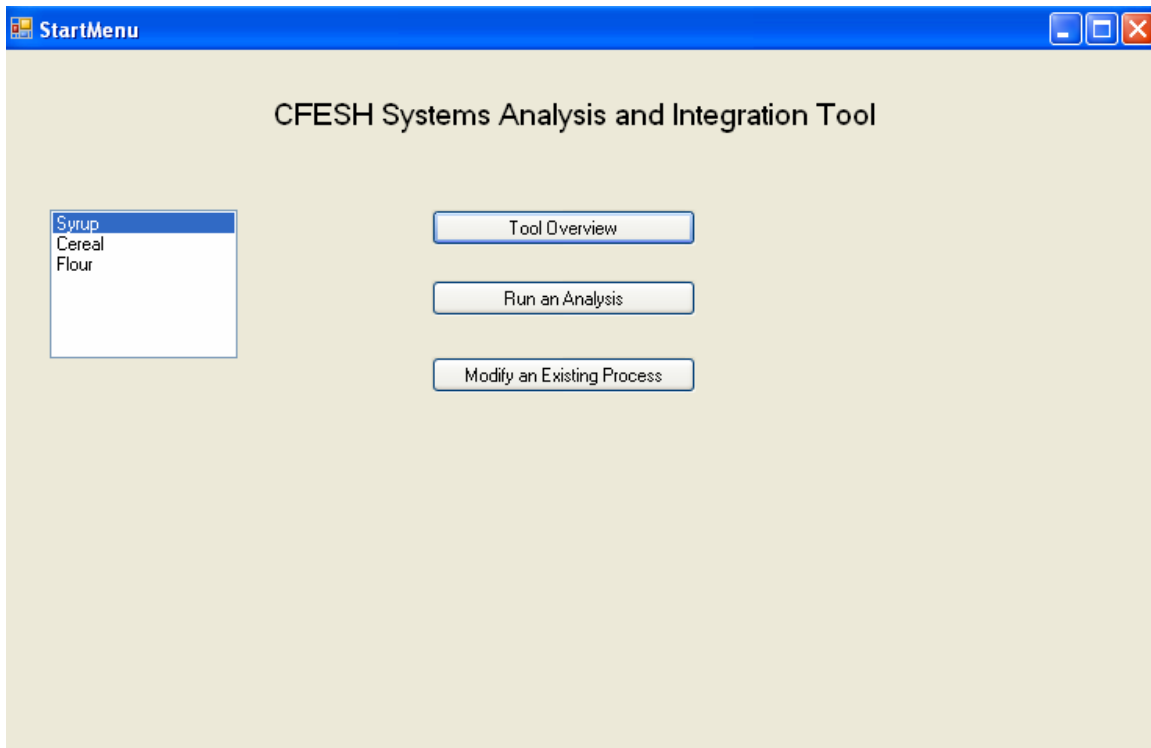 StartMenu
CFESH Systems Analysis and Integration Tool
Syrup
Cereal
Flour
Tool Overview
Run an Analysis
Modify an Existing Process